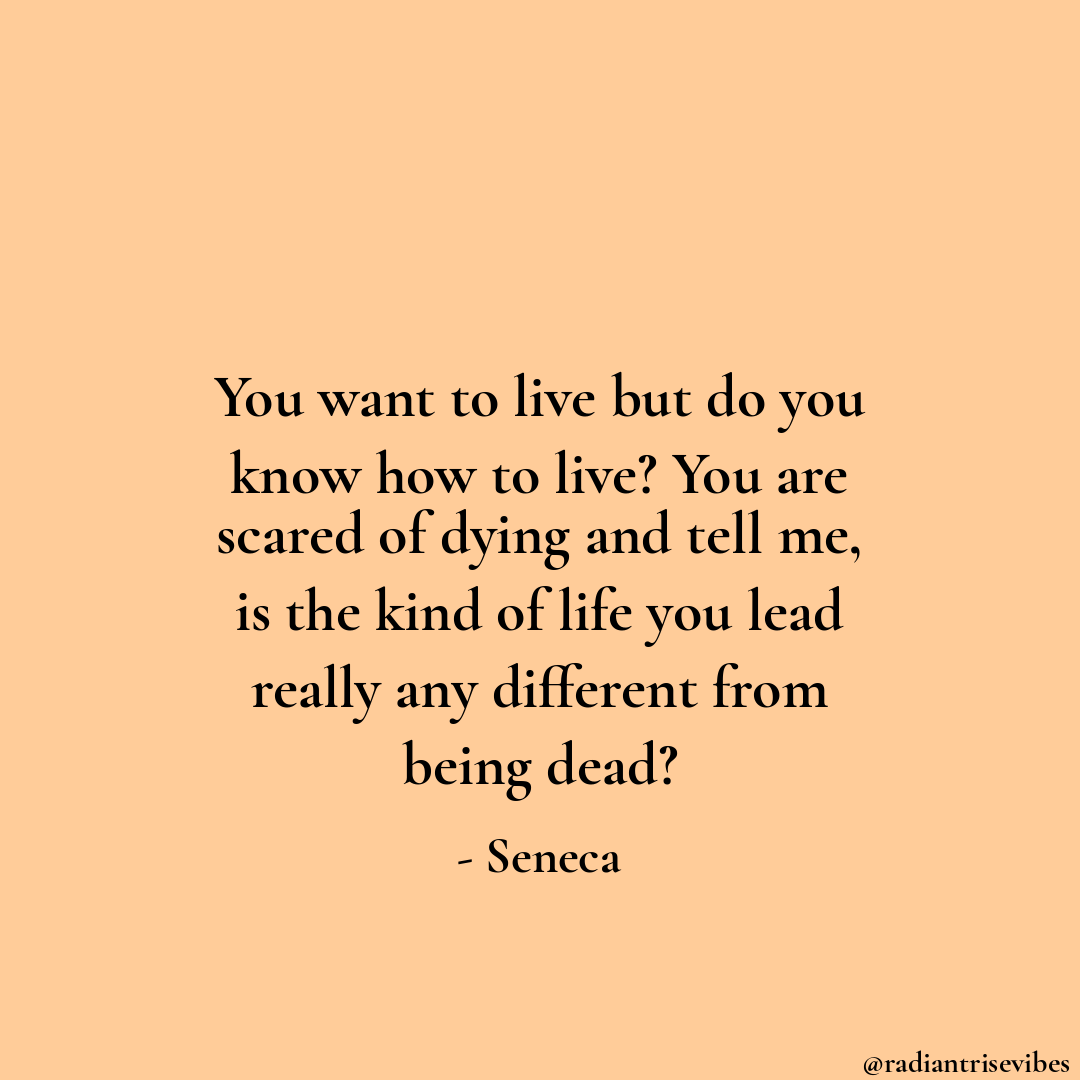 You want to live but do you
know how to live? You are
scared of dying and tell me,
is the kind of life you lead
really any different from
being dead?
- Seneca
@radiantrisevibes